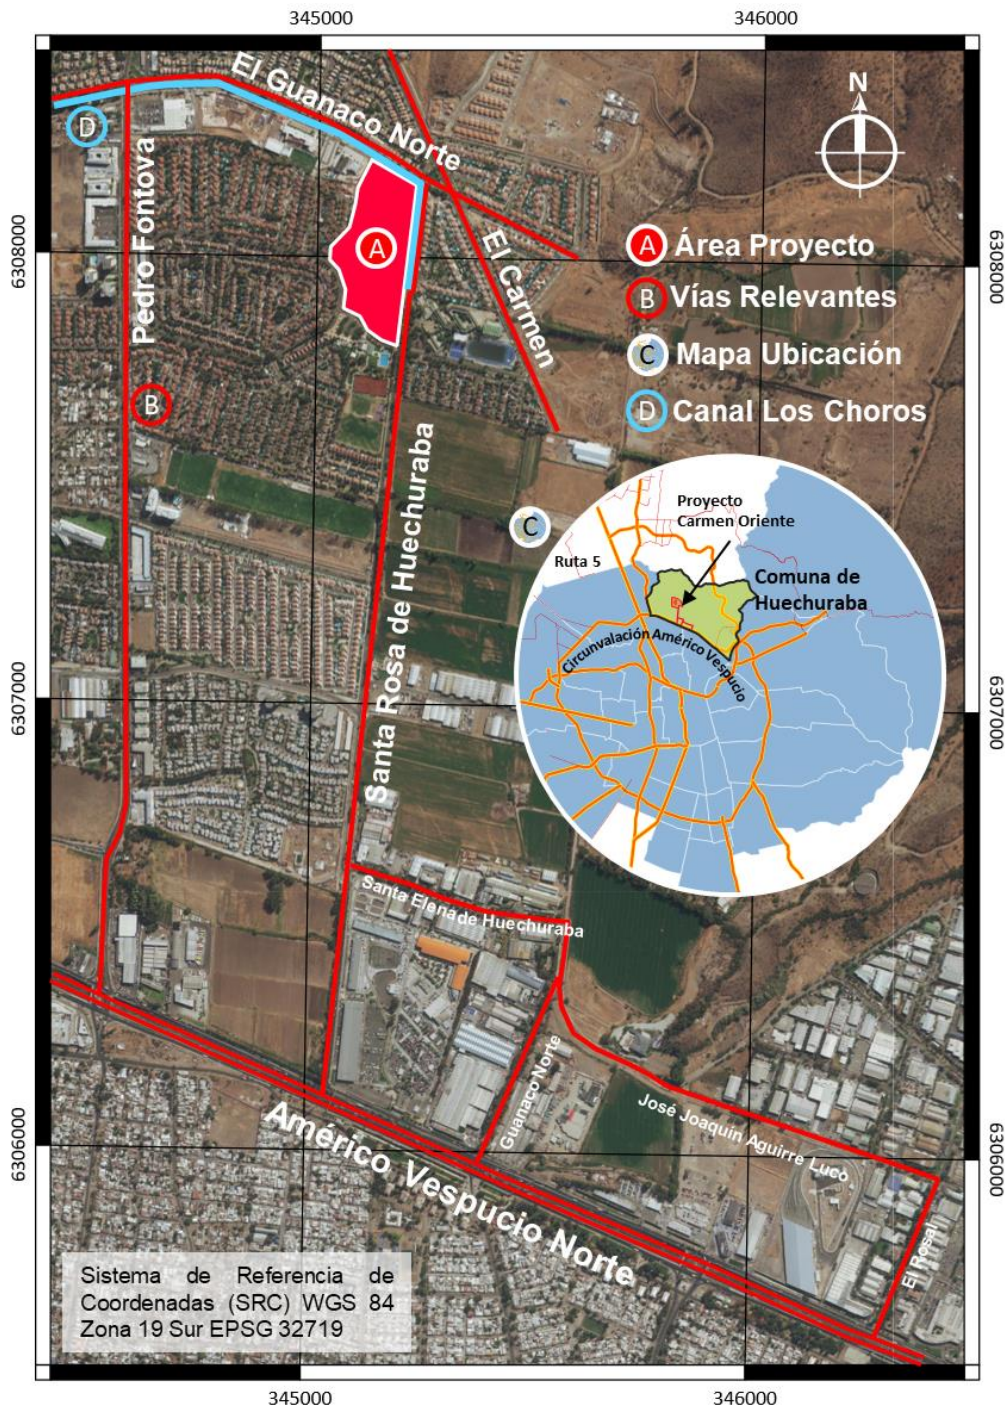 345000
346000
El Guanaco Norte
N
D
Pedro Fontova
A
El Carmen
6308000
6308000
A Área Proyecto
B Vías Relevantes
C Mapa Ubicación
D Canal Los Choros
B
Santa Rosa de Huechuraba
C
Proyecto
Carmen Oriente
Ruta 5
Comuna de
Huechuraba
Circunvalación Américo Vespucio
6307000
6307000
Santa Elena de Huechuraba
Guanaco Norte
José Joaquín Aguirre Luco
El Rosal
Américo Vespucio Norte
6306000
6306000
Sistema de Referencia de
Coordenadas (SRC) WGS 84
Zona 19 Sur EPSG 32719
345000
346000